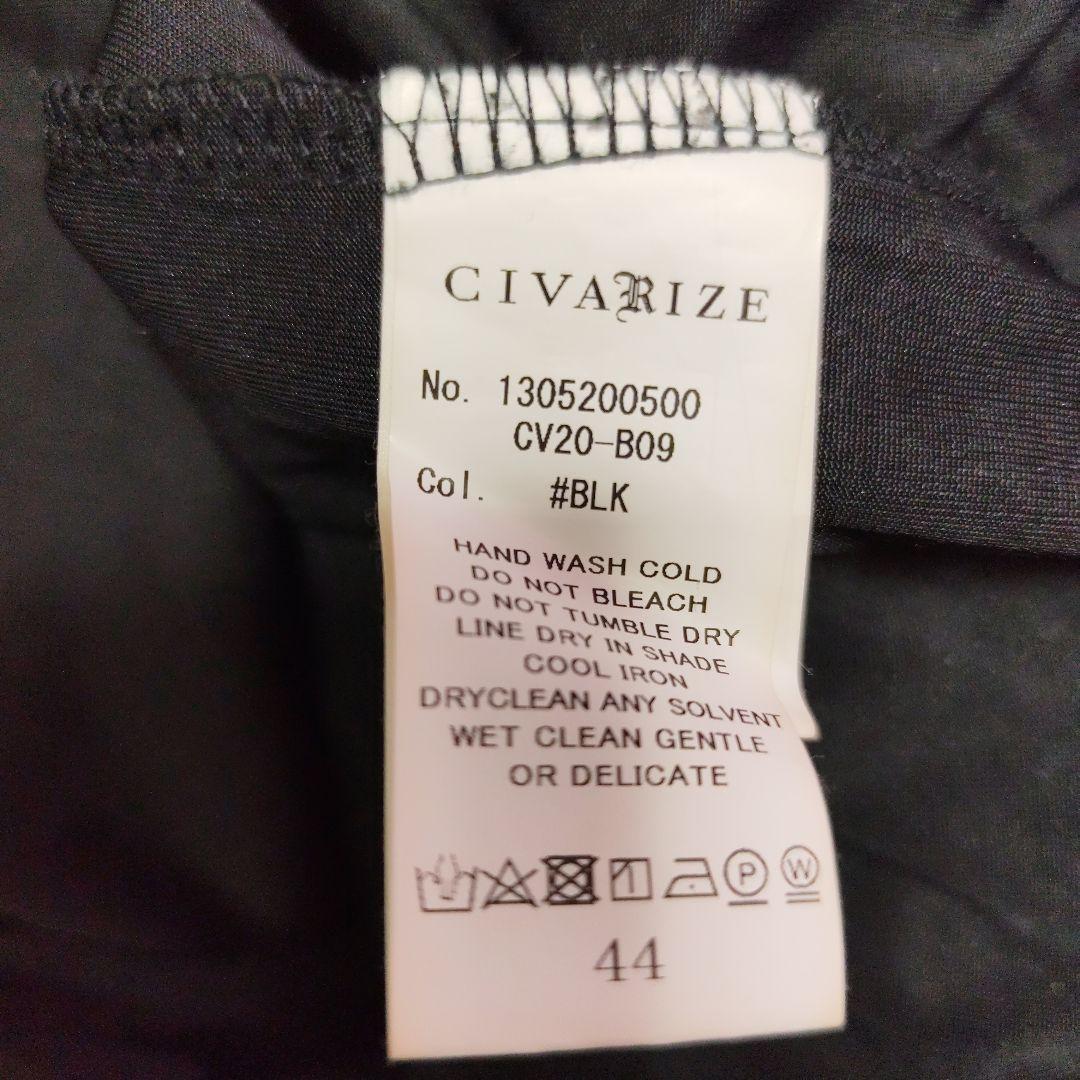 CIVARIZE
No. 1305200500
CV20-B09
Col. #BLK
HAND WASH COLD
DO NOT BLEACH
DO NOT TUMBLE DRY
LINE DRY IN SHADE
COOL IRON
DRYCLEAN ANY SOLVENT
WET CLEAN GENTLE
OR DELICATE
P W
44